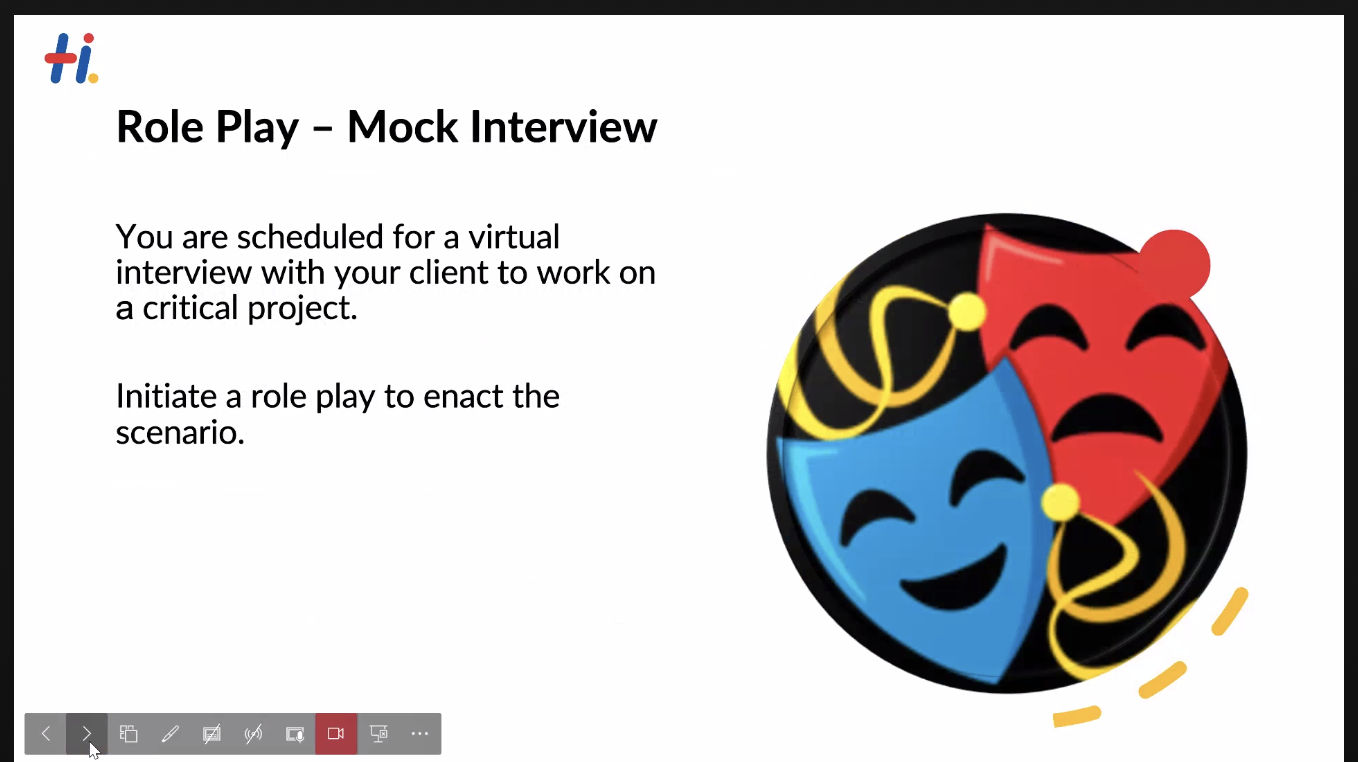 Hi.
Role Play – Mock Interview
You are scheduled for a virtual
interview with your client to work on
a critical project.
Initiate a role play to enact the
scenario.